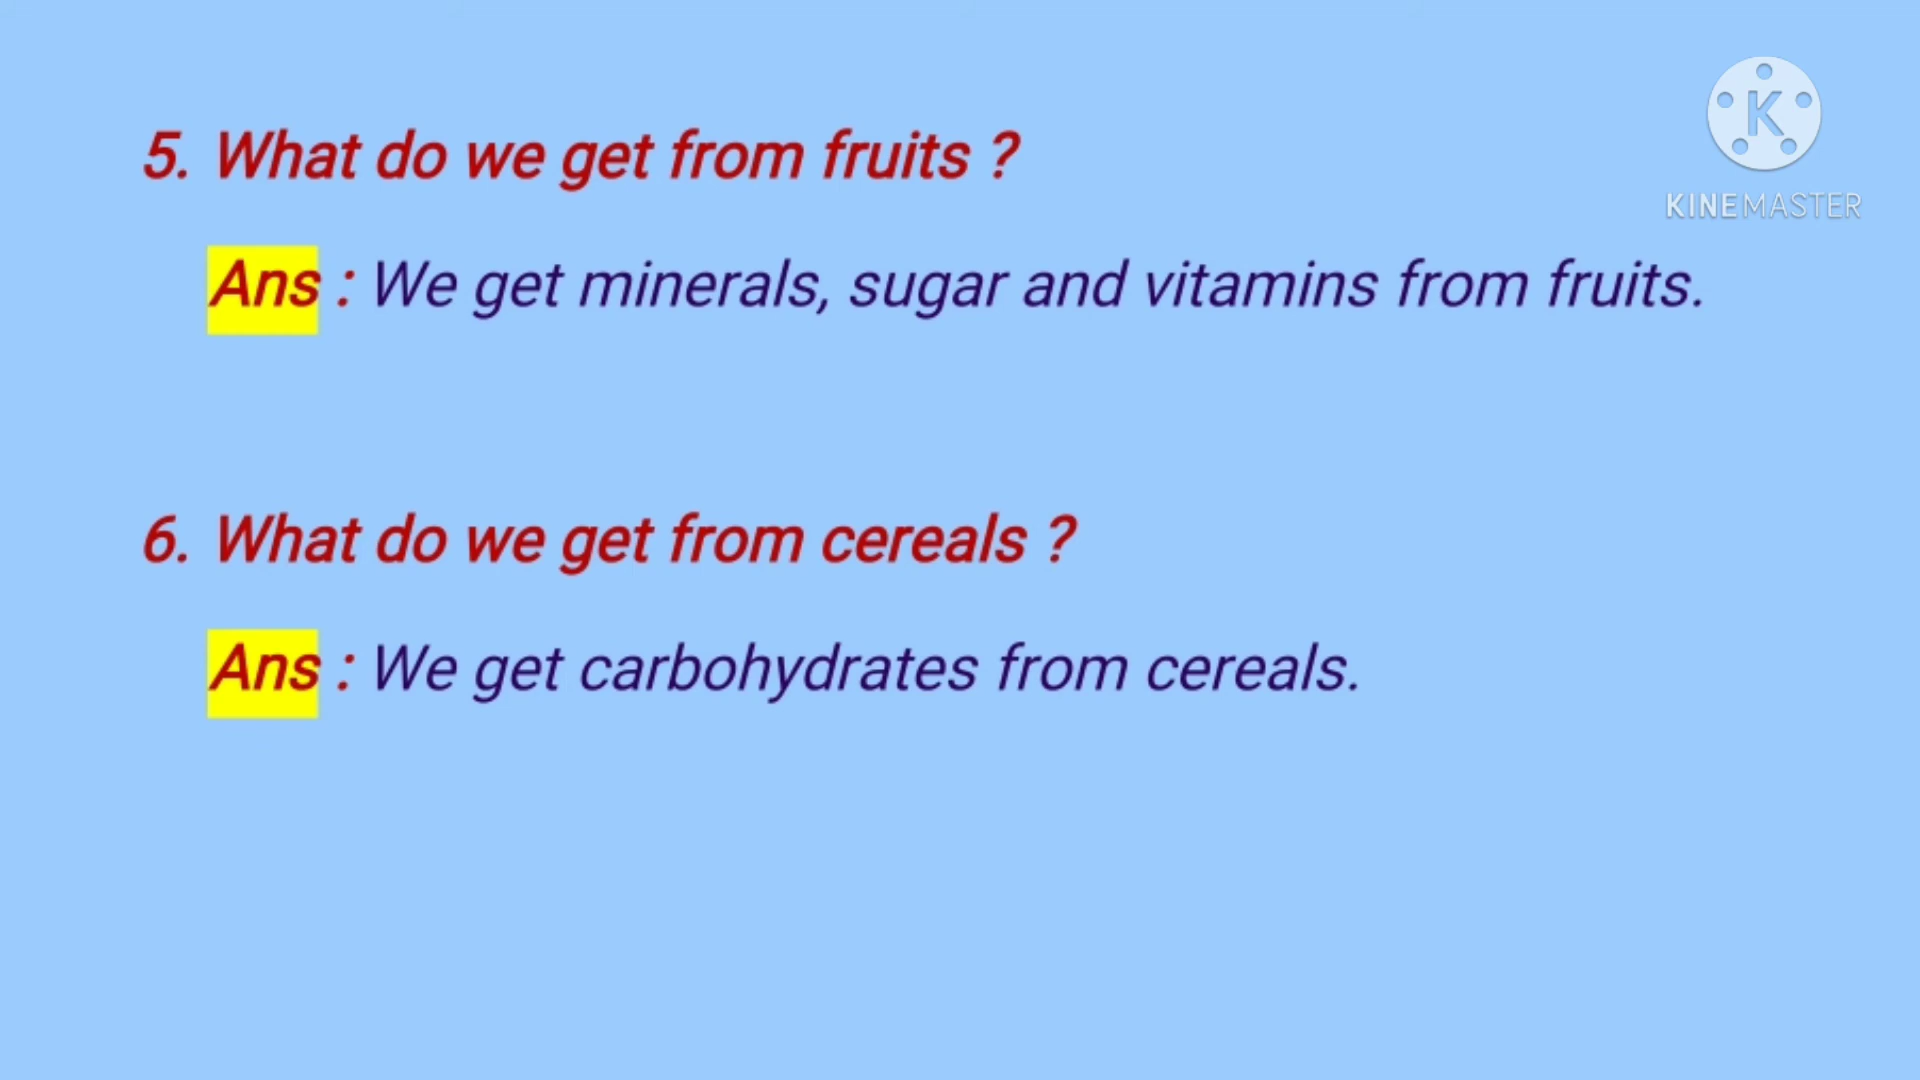 K
KINEMASTER
5. What do we get from fruits ?
Ans : We get minerals, sugar and vitamins from fruits.
6. What do we get from cereals ?
Ans : We get carbohydrates from cereals.